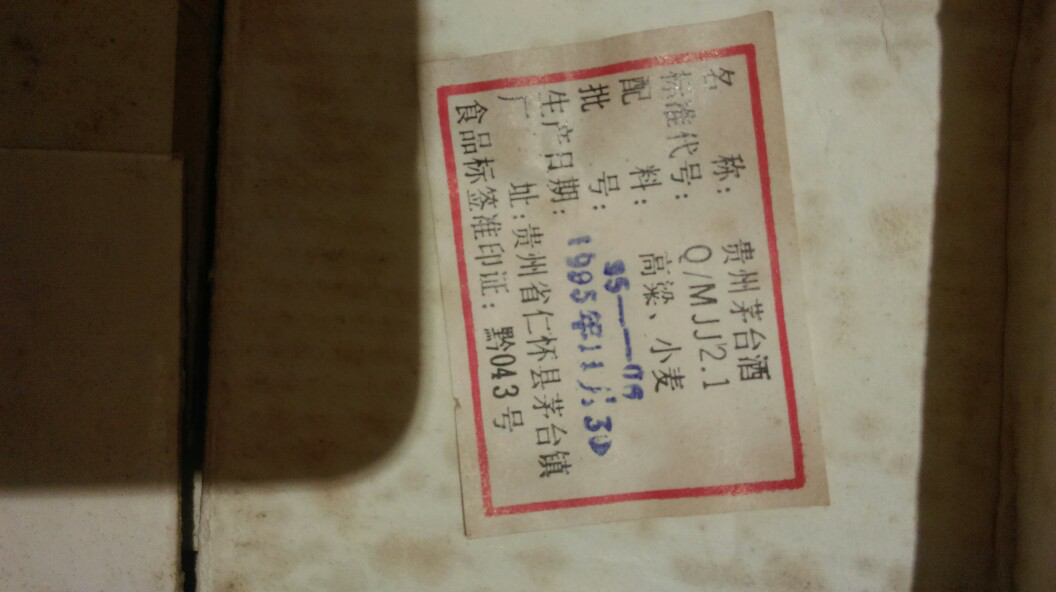 名 称: 贵州茅台酒
标准代号: Q/MJJ2.1
配 料: 高粱、小麦
批 号:
生产日期: 1995年11月30
厂 址: 贵州省仁怀县茅台镇
食品标签准印证: 黔043号